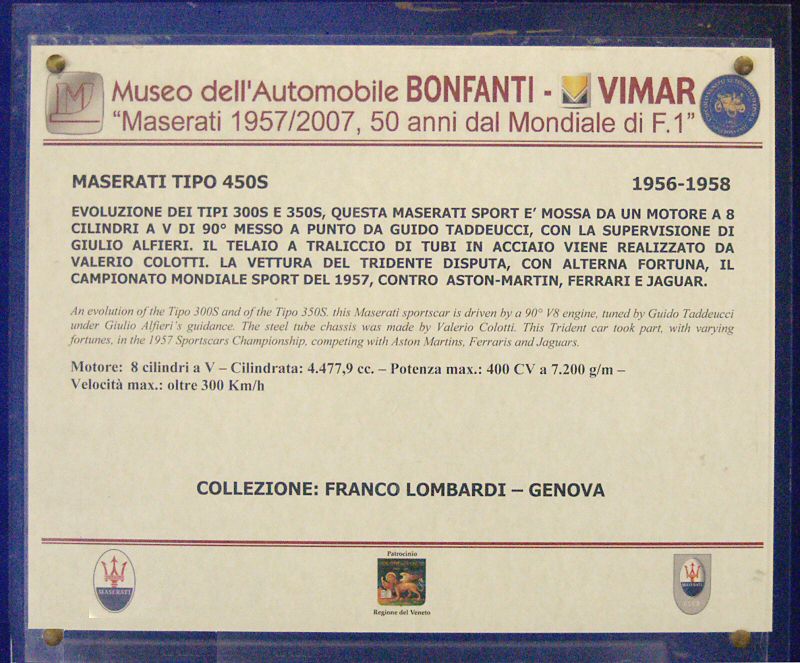 Museo dell'Automobile BONFANTI - VIMAR
"Maserati 1957/2007, 50 anni dal Mondiale di F.1"
MASERATI TIPO 450S 1956-1958
EVOLUZIONE DEI TIPI 300S E 350S, QUESTA MASERATI SPORT E' MOSSA DA UN MOTORE A 8
CILINDRI A V DI 90° MESSO A PUNTO DA GUIDO TADDEUCCI, CON LA SUPERVISIONE DI
GIULIO ALFIERI. IL TELAIO A TRALICCIO DI TUBI IN ACCIAIO VIENE REALIZZATO DA
VALERIO COLOTTI. LA VETTURA DEL TRIDENTE DISPUTA, CON ALTERNA FORTUNA, IL
CAMPIONATO MONDIALE SPORT DEL 1957, CONTRO ASTON-MARTIN, FERRARI E JAGUAR.
An evolution of the Tipo 300S and of the Tipo 350S, this Maserati sportscar is driven by a 90° V8 engine, tuned by Guido Taddeucci
under Giulio Alfieri's guidance. The steel tube chassis was made by Valerio Colotti. This Trident car took part, with varying
fortunes, in the 1957 Sportscars Championship, competing with Aston Martins, Ferraris and Jaguars.
Motore: 8 cilindri a V – Cilindrata: 4.477,9 cc. – Potenza max.: 400 CV a 7.200 g/m –
Velocità max.: oltre 300 Km/h
COLLEZIONE: FRANCO LOMBARDI – GENOVA
Patrocinio
MASERATI
MASERATI
Regione del Veneto